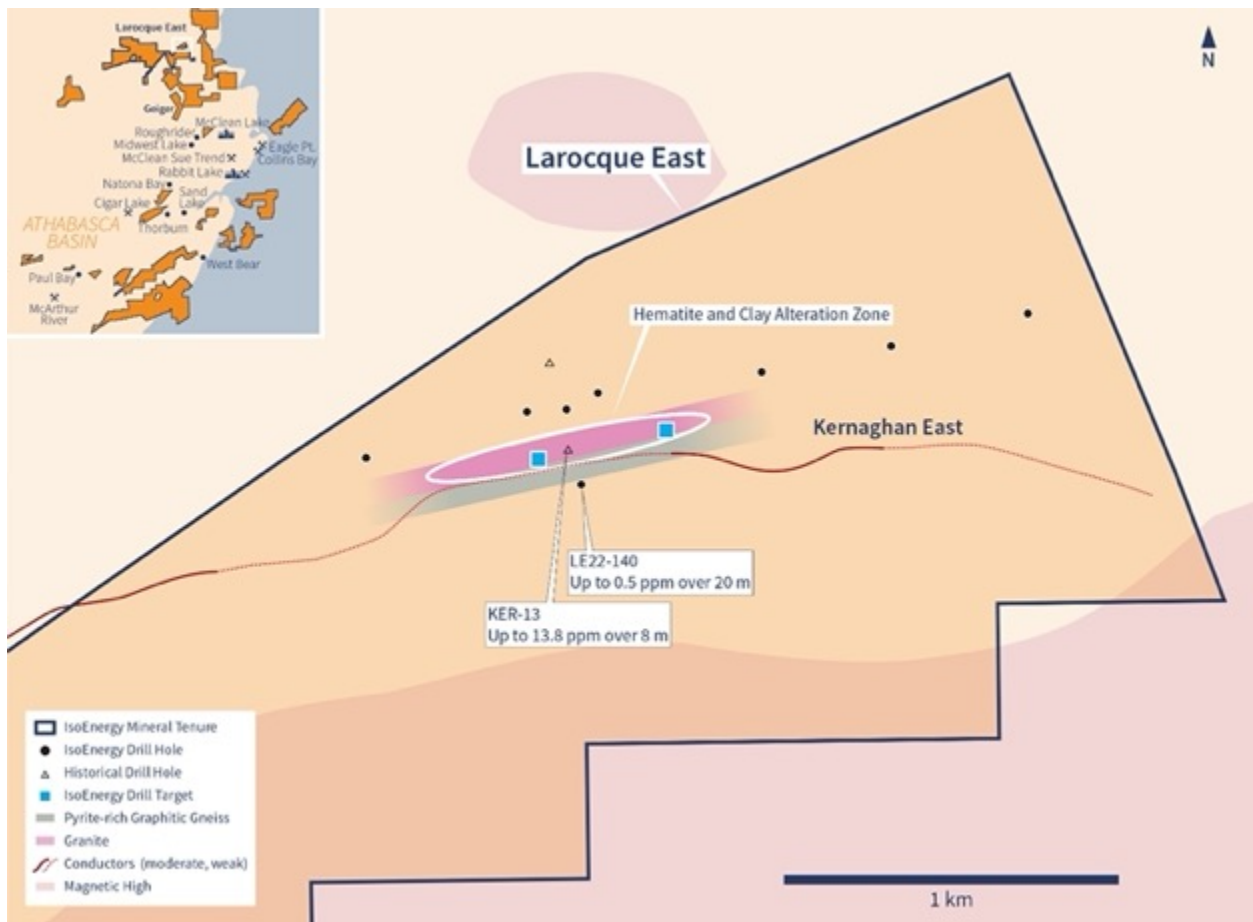 Larocque East
Geiger
McClean Lake
Roughrider
Midwest Lake
McClean Sue Trend
Eagle Pt.
Collins Bay
Rabbit Lake
Natona Bay
Sand
Lake
Cigar Lake
Thorburn
ATHABASCA
BASIN
West Bear
Paul Bay
McArthur
River
N
Larocque East
Hematite and Clay Alteration Zone
Kernaghan East
LE22-140
Up to 0.5 ppm over 20 m
KER-13
Up to 13.8 ppm over 8 m
IsoEnergy Mineral Tenure
IsoEnergy Drill Hole
Historical Drill Hole
IsoEnergy Drill Target
Pyrite-rich Graphitic Gneiss
Granite
Conductors (moderate, weak)
Magnetic High
1 km